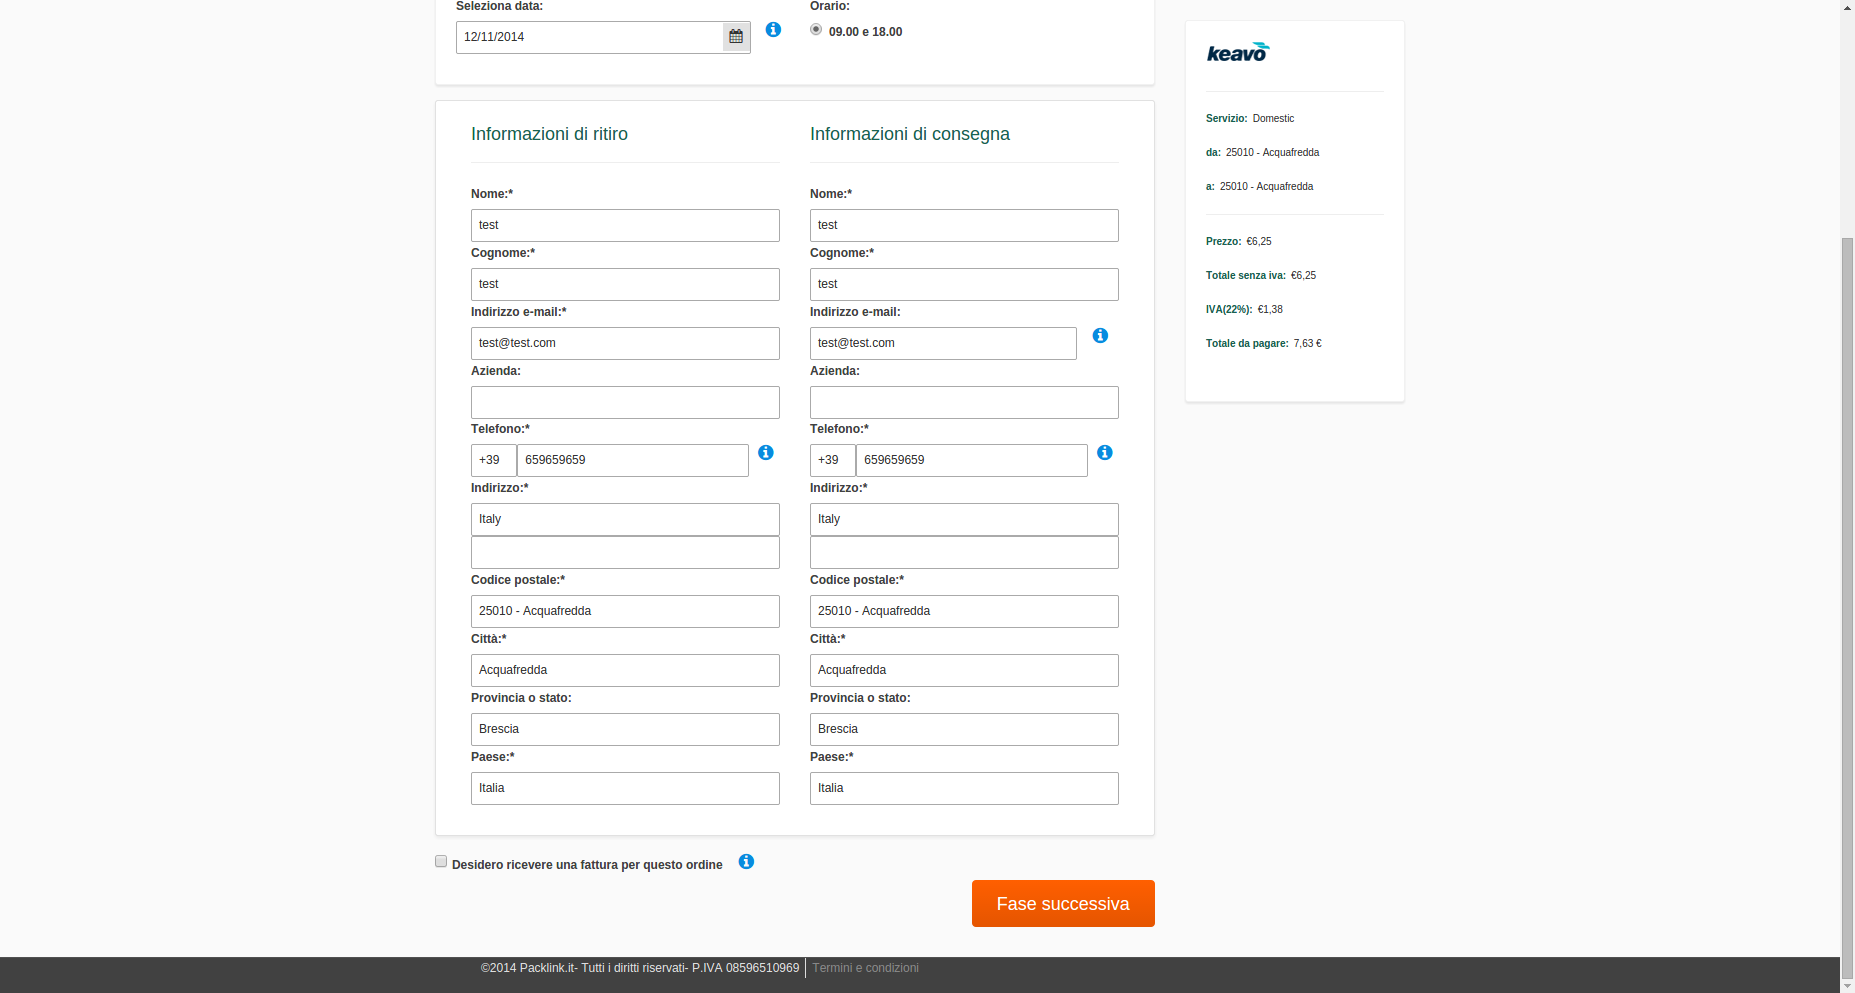 Seleziona data:
Orario:
12/11/2014
09.00 e 18.00
Informazioni di ritiro
Nome:*
test
Cognome:*
test
Indirizzo e-mail:*
test@test.com
Azienda:
Telefono:*
+39 659659659
Indirizzo:*
Italy
Codice postale:*
25010 - Acquafredda
Città:*
Acquafredda
Provincia o stato:
Brescia
Paese:*
Italia
Informazioni di consegna
Nome:*
test
Cognome:*
test
Indirizzo e-mail:
test@test.com
Azienda:
Telefono:*
+39 659659659
Indirizzo:*
Italy
Codice postale:*
25010 - Acquafredda
Città:*
Acquafredda
Provincia o stato:
Brescia
Paese:*
Italia
Desidero ricevere una fattura per questo ordine
Fase successiva
keavo
Servizio: Domestic
da: 25010 - Acquafredda
a: 25010 - Acquafredda
Prezzo: €6,25
Totale senza iva: €6,25
IVA(22%): €1,38
Totale da pagare: 7,63 €
©2014 Packlink.it- Tutti i diritti riservati- P.IVA 08596510969 Termini e condizioni